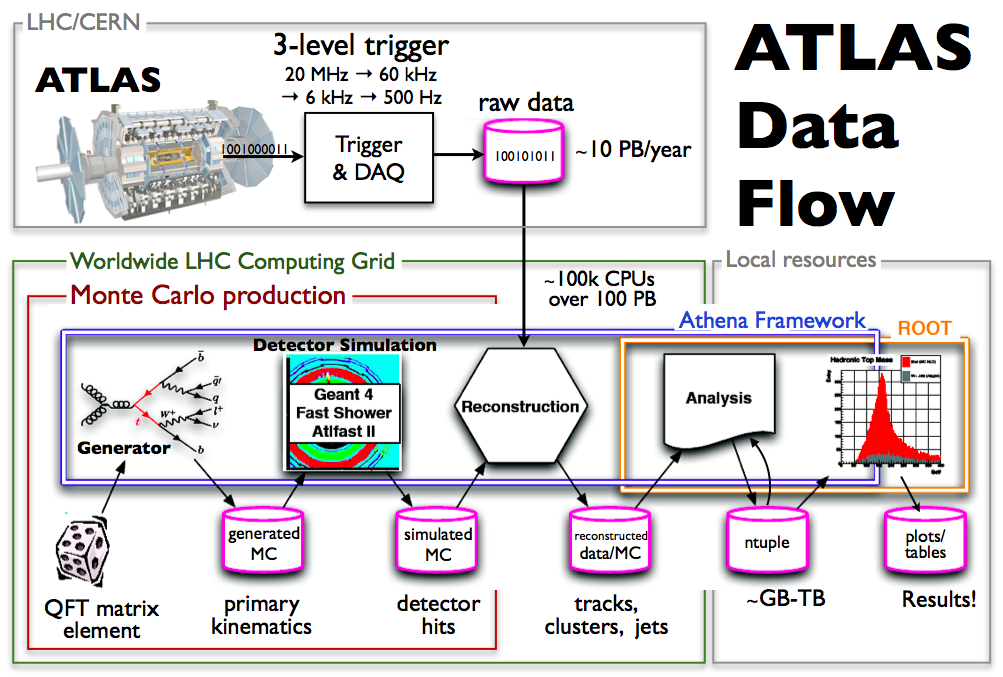 LHC/CERN
ATLAS
3-level trigger
20 MHz → 60 kHz
→ 6 kHz → 500 Hz
1001000011
Trigger
& DAQ
raw data
100101011
~10 PB/year
ATLAS
Data
Flow
Worldwide LHC Computing Grid
Monte Carlo production
~100k CPUs
over 100 PB
Local resources
Athena Framework
ROOT
Detector Simulation
Geant 4
Fast Shower
Atlfast II
Generator
t
W+
b̄
q̄'
q
l+
ν
b
Reconstruction
Analysis
Hadronic Top Mass
generated
MC
simulated
MC
reconstructed
data/MC
ntuple
plots/
tables
QFT matrix
element
primary
kinematics
detector
hits
tracks,
clusters, jets
~GB-TB
Results!